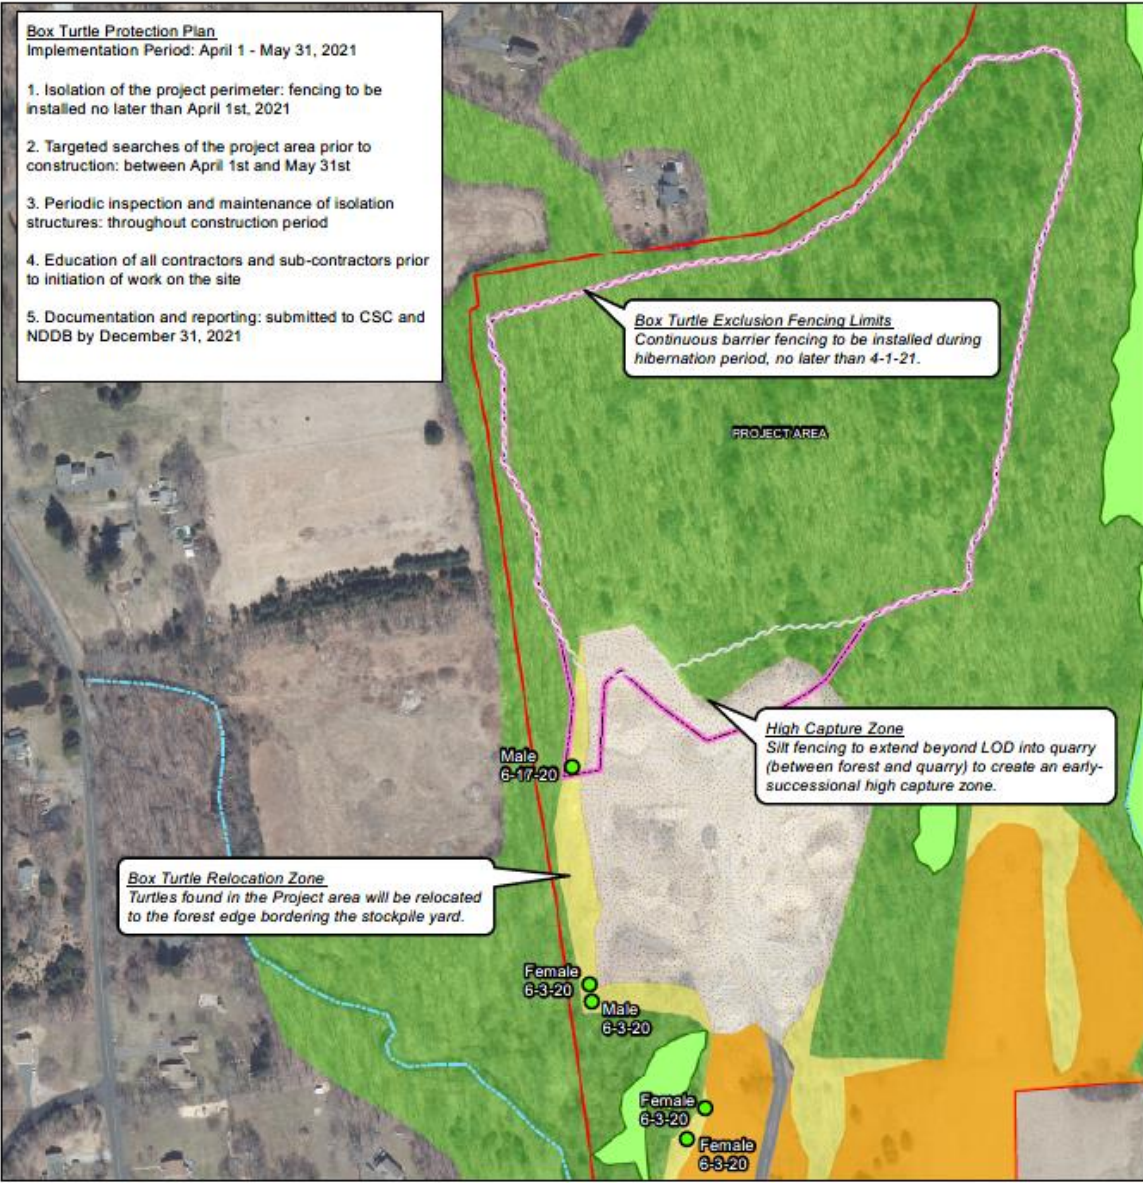 Box Turtle Protection Plan
Implementation Period: April 1 - May 31, 2021
1. Isolation of the project perimeter: fencing to be
installed no later than April 1st, 2021
2. Targeted searches of the project area prior to
construction: between April 1st and May 31st
3. Periodic inspection and maintenance of isolation
structures: throughout construction period
4. Education of all contractors and sub-contractors prior
to initiation of work on the site
5. Documentation and reporting: submitted to CSC and
NDDB by December 31, 2021
Box Turtle Exclusion Fencing Limits
Continuous barrier fencing to be installed during
hibernation period, no later than 4-1-21.
PROJECT AREA
High Capture Zone
Silt fencing to extend beyond LOD into quarry
(between forest and quarry) to create an early-
successional high capture zone.
Male
6-17-20
Box Turtle Relocation Zone
Turtles found in the Project area will be relocated
to the forest edge bordering the stockpile yard.
Female
6-3-20
Male
6-3-20
Female
6-3-20
Female
6-3-20